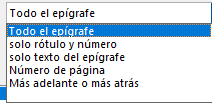 Todo el epígrafe
Todo el epígrafe
solo rótulo y número
solo texto del epígrafe
Número de página
Más adelante o más atrás